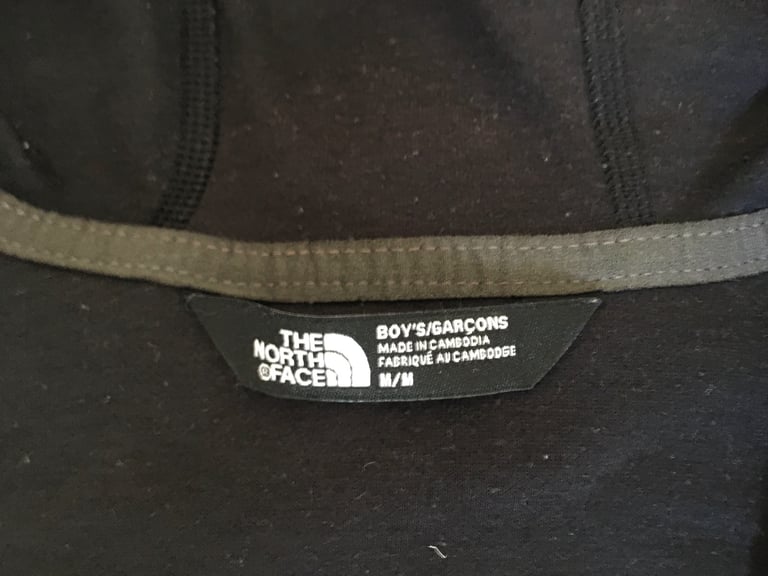 THE
NORTH
®FACE
BOY'S/GARÇONS
MADE IN CAMBODIA
FABRIQUÉ AU CAMBODGE
M/M